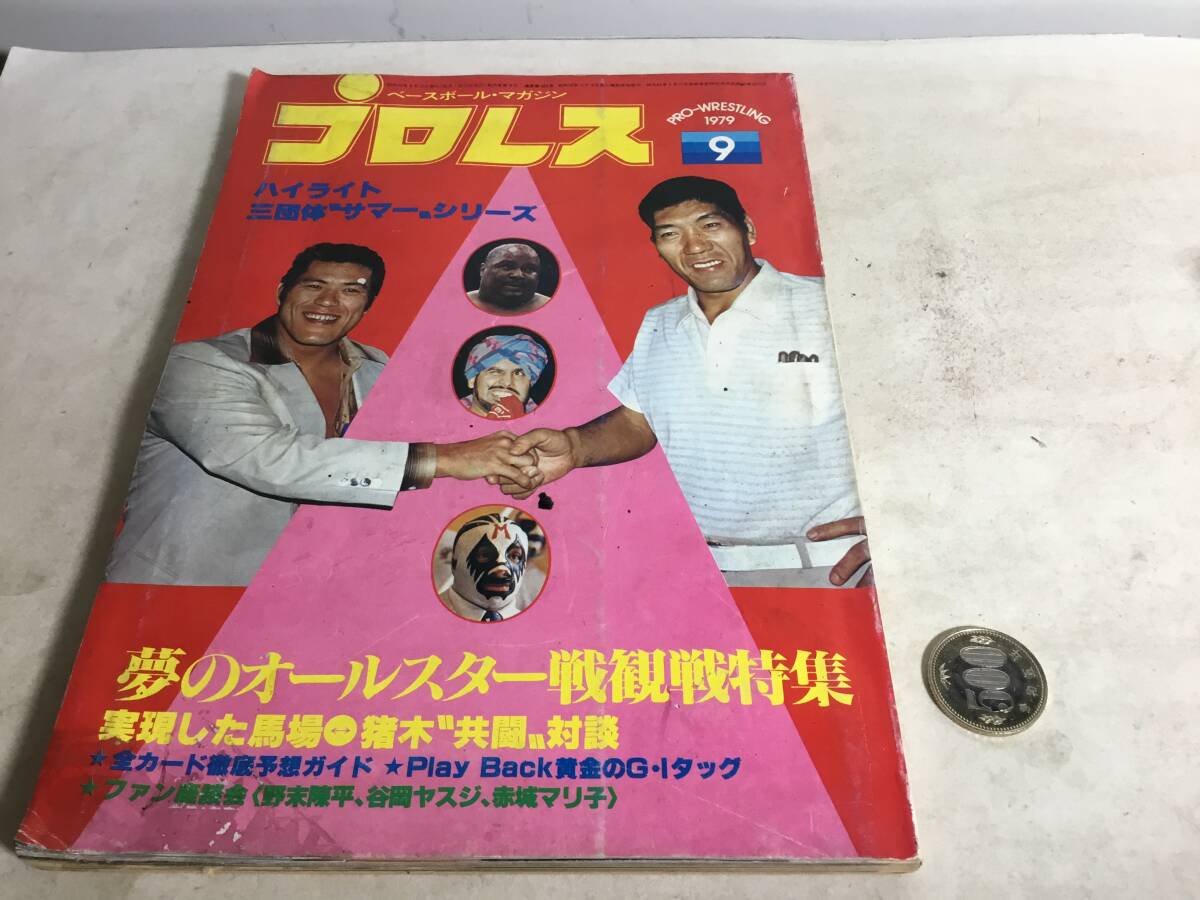 ベースボール・マガジン
プロレス
PRO-WRESTLING
1979
9
ハイライト
三団体〝サマー〟シリーズ
M
夢のオールスター戦観戦特集
実現した馬場↔猪木〝共闘〟対談
★全カード徹底予想ガイド ★Play Back黄金のG・Iタッグ
★ファン座談会〈野末陳平、谷岡ヤスジ、赤城マリ子〉
500